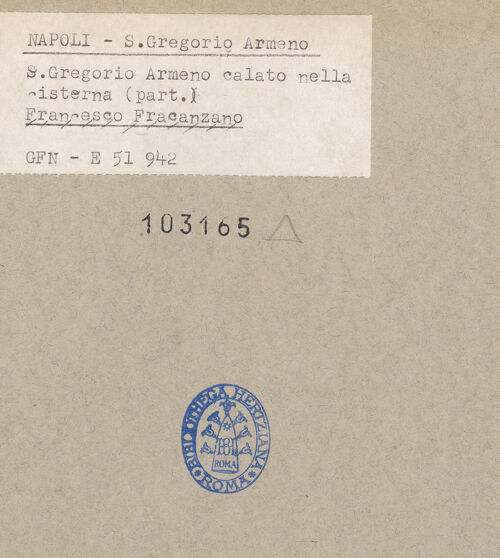 NAPOLI - S.Gregorio Armeno
S.Gregorio Armeno calato nella
cisterna (part.)
Francesco Fracanzano
GFN - E 51 942
103165 △
BIBLIOTHECA HERTZIANA
ROMA
* ROMA *